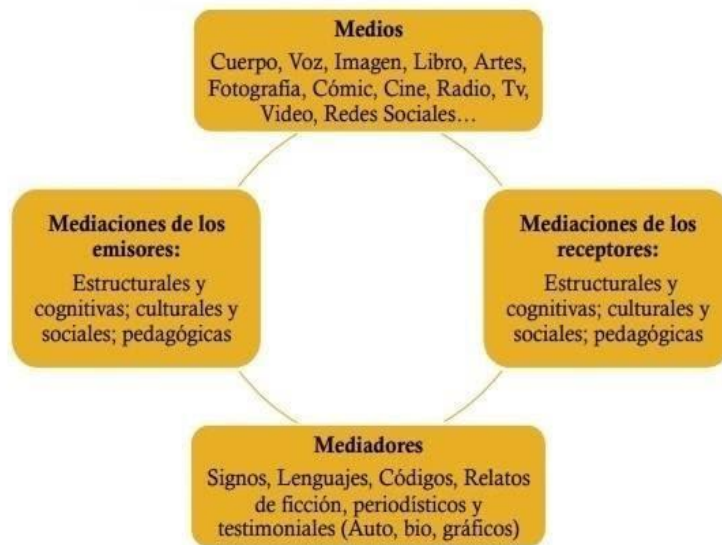 Medios
Cuerpo, Voz, Imagen, Libro, Artes,
Fotografía, Cómic, Cine, Radio, Tv,
Video, Redes Sociales…
Mediaciones de los
emisores:
Estructurales y
cognitivas; culturales y
sociales; pedagógicas
Mediaciones de los
receptores:
Estructurales y
cognitivas; culturales y
sociales; pedagógicas
Mediadores
Signos, Lenguajes, Códigos, Relatos
de ficción, periodísticos y
testimoniales (Auto, bio, gráficos)